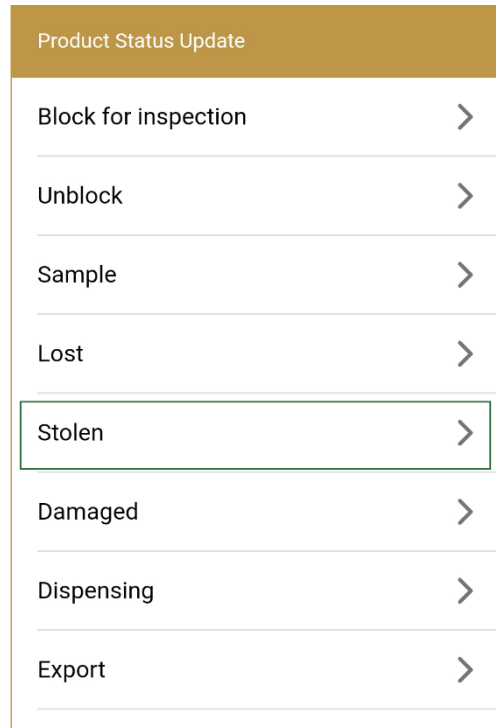 Product Status Update
Block for inspection
Unblock
Sample
Lost
Stolen
Damaged
Dispensing
Export